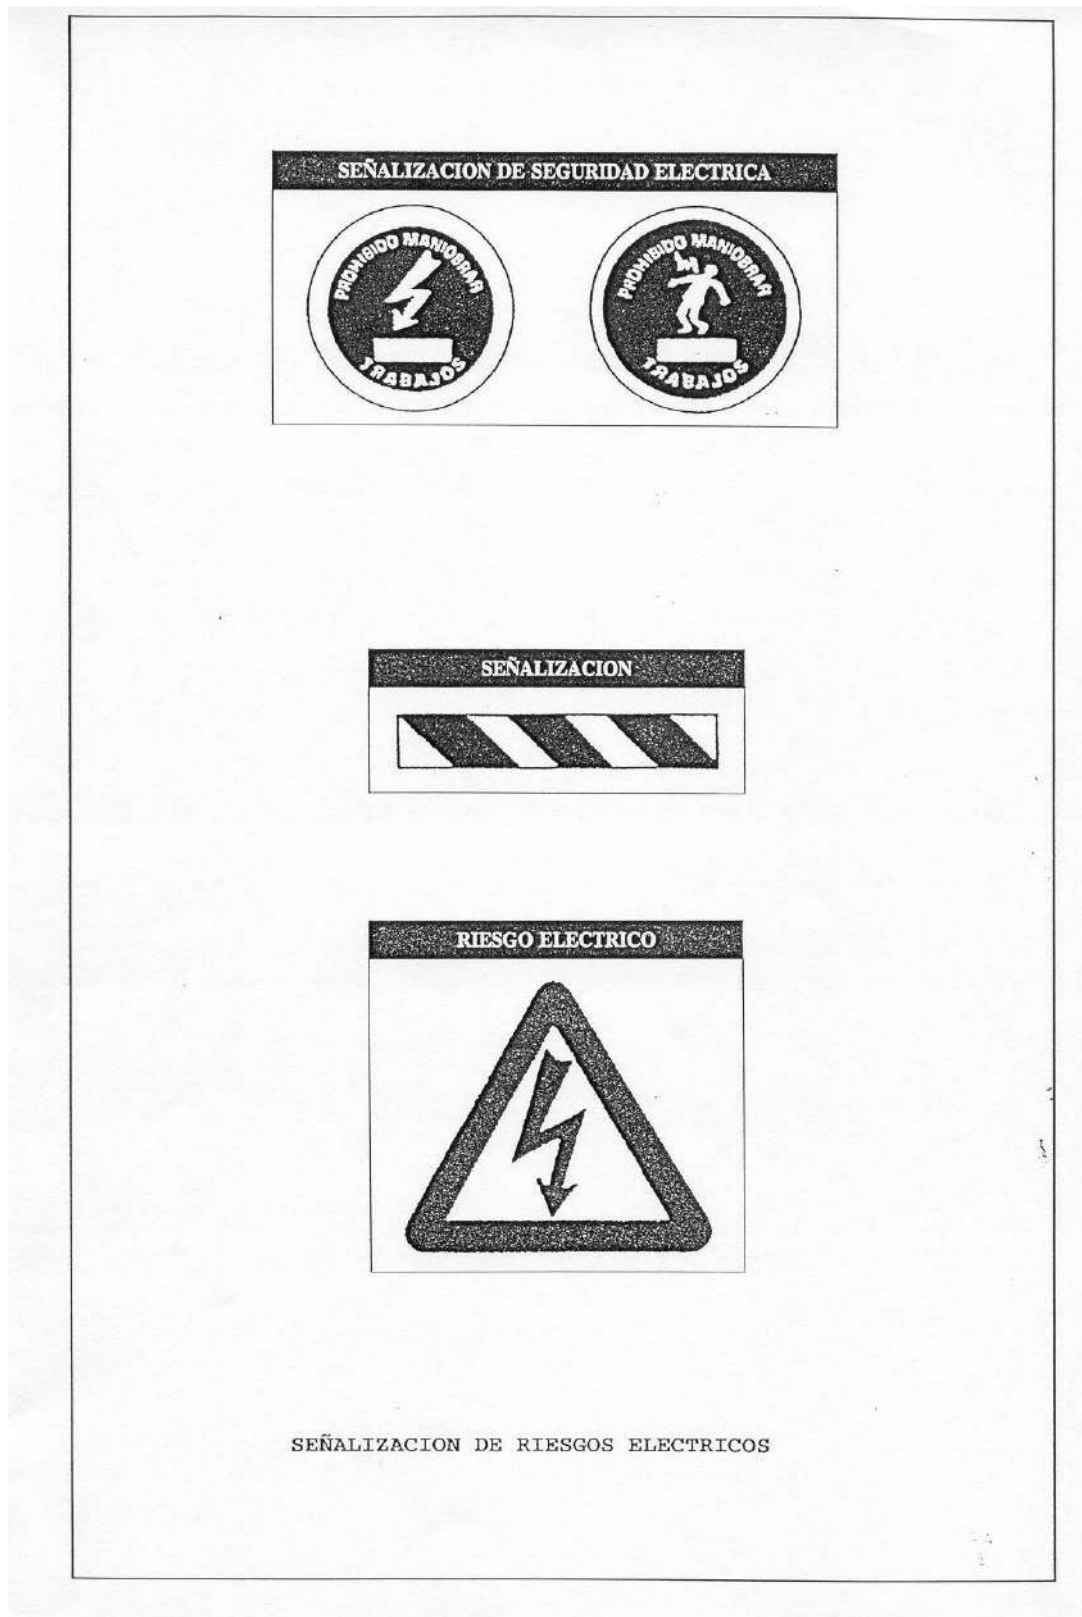 SEÑALIZACION DE SEGURIDAD ELECTRICA
PROHIBIDO MANIOBRAR
TRABAJOS
PROHIBIDO MANIOBRAR
TRABAJOS
SEÑALIZACION
RIESGO ELECTRICO
SEÑALIZACION DE RIESGOS ELECTRICOS